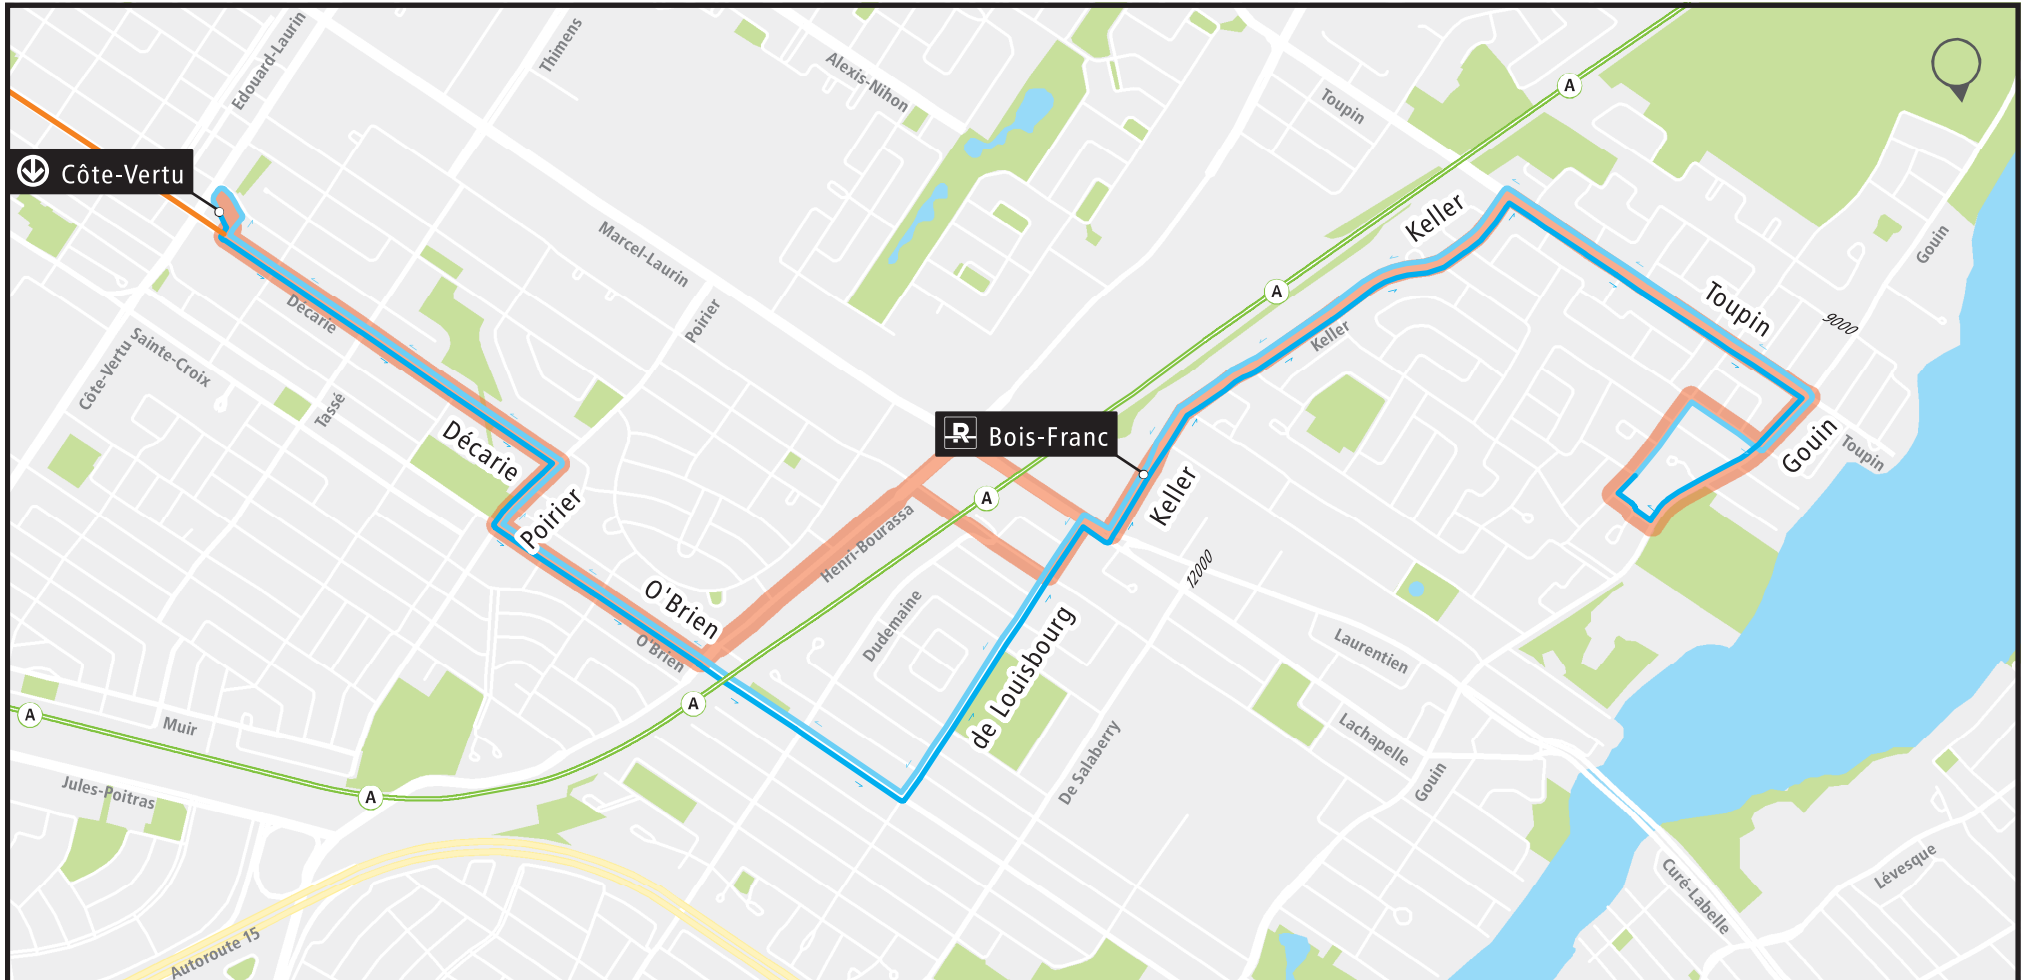 Edouard-Laurin
Thimens
Alexis-Nihon
Toupin
A
Côte-Vertu
Keller
Gouin
Marcel-Laurin
A
Toupin
9000
Décarie
Poirier
Keller
Sainte-Croix
Côte-Vertu
Tassé
R
Bois-Franc
Décarie
Gouin
Toupin
Poirier
Keller
A
Henri-Bourassa
12000
O'Brien
O'Brien
Dudemaine
de Louisbourg
Laurentien
A
A
Muir
De Salaberry
Lachapelle
Gouin
Jules-Poitras
A
Curé-Labelle
Lévesque
Autoroute 15